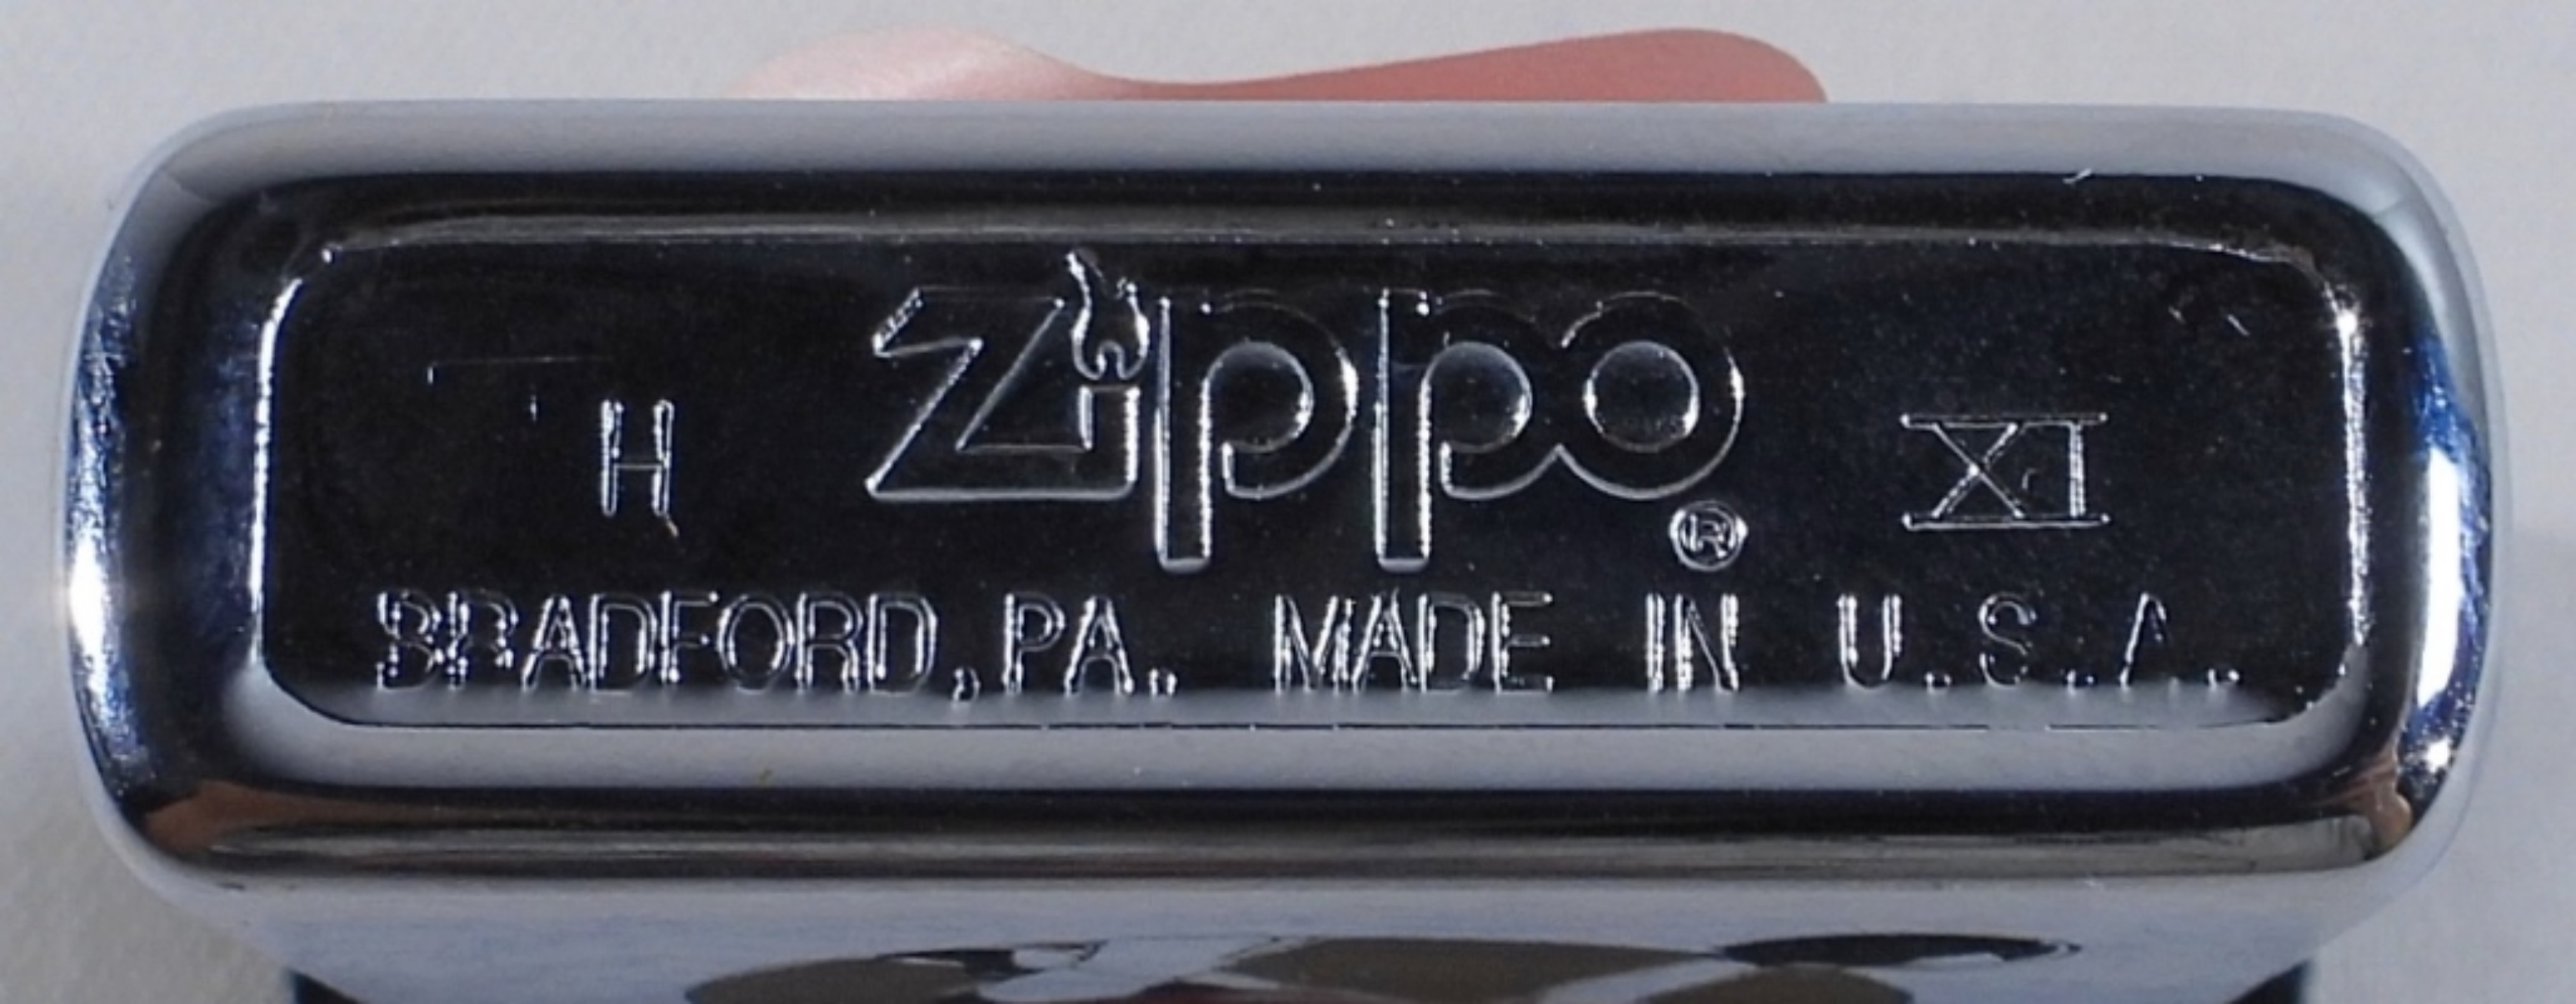 H Zippo ® XI
BRADFORD, PA. MADE IN U.S.A.